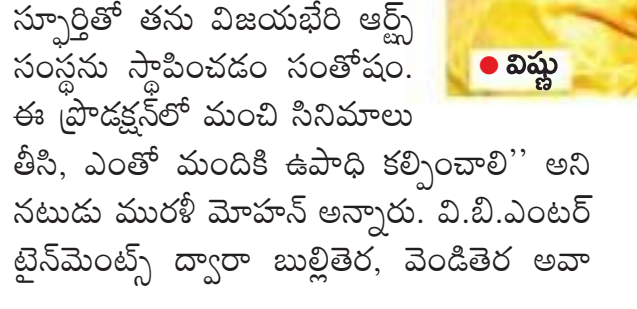 స్ఫూర్తితో తను విజయభేరి ఆర్ట్స్
సంస్థను స్థాపించడం సంతోషం.
ఈ ప్రొడక్షన్‌లో మంచి సినిమాలు
తీసి, ఎంతో మందికి ఉపాధి కల్పించాలి’’ అని
నటుడు మురళీ మోహన్ అన్నారు. వి.బి.ఎంటర్
టైన్‌మెంట్స్ ద్వారా బుల్లితెర, వెండితెర అవా
● విష్ణు